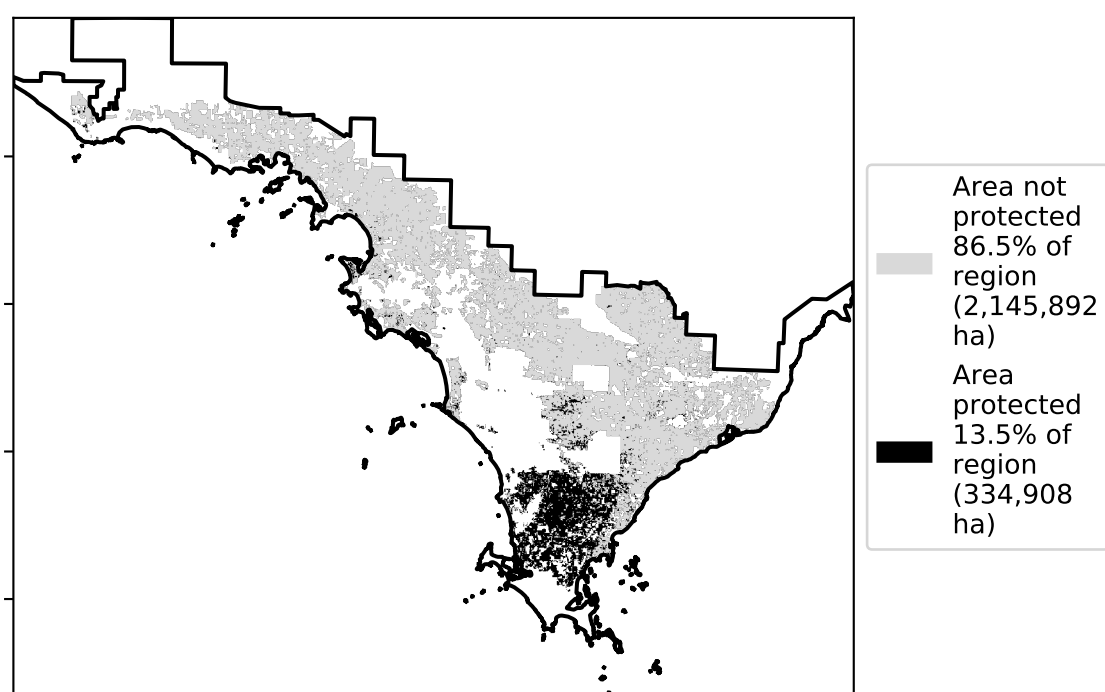 Area not
protected
86.5% of
region
(2,145,892
ha)
Area
protected
13.5% of
region
(334,908
ha)